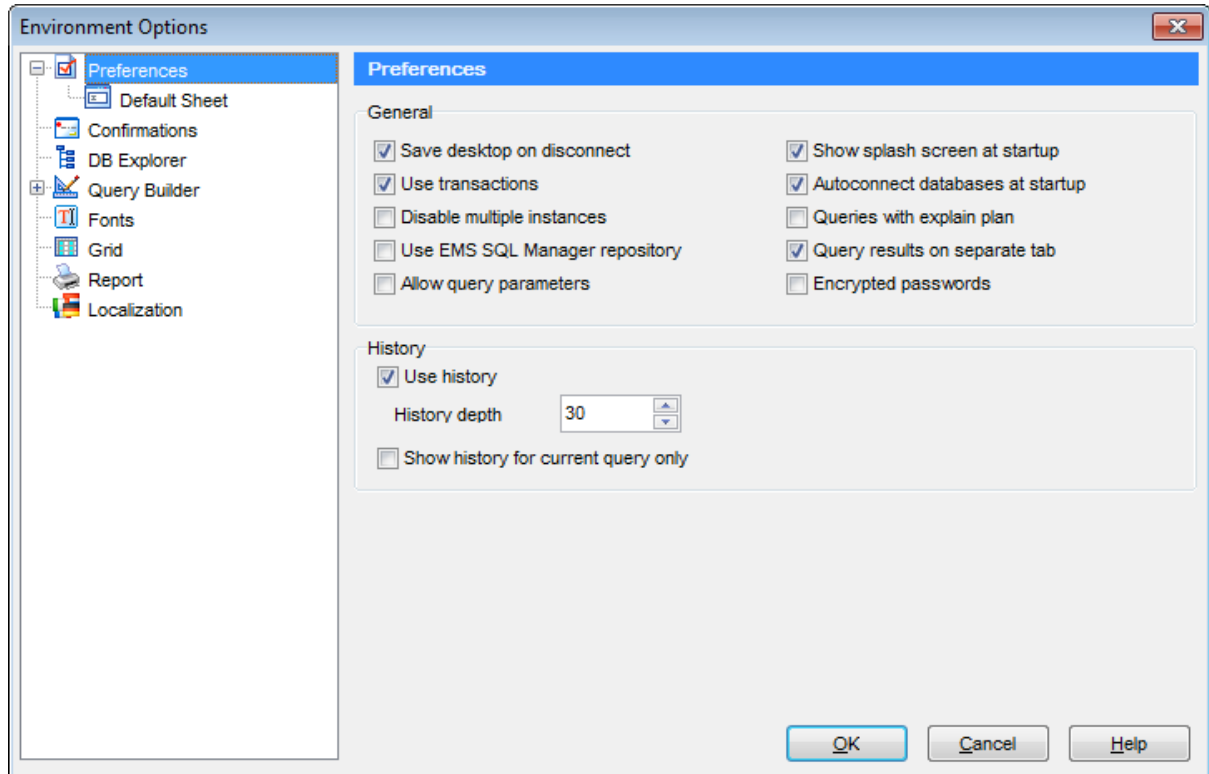 Environment Options
Preferences
Default Sheet
Confirmations
DB Explorer
Query Builder
Fonts
Grid
Report
Localization
Preferences
General
Save desktop on disconnect
Use transactions
Disable multiple instances
Use EMS SQL Manager repository
Allow query parameters
Show splash screen at startup
Autoconnect databases at startup
Queries with explain plan
Query results on separate tab
Encrypted passwords
History
Use history
History depth 30
Show history for current query only
OK Cancel Help